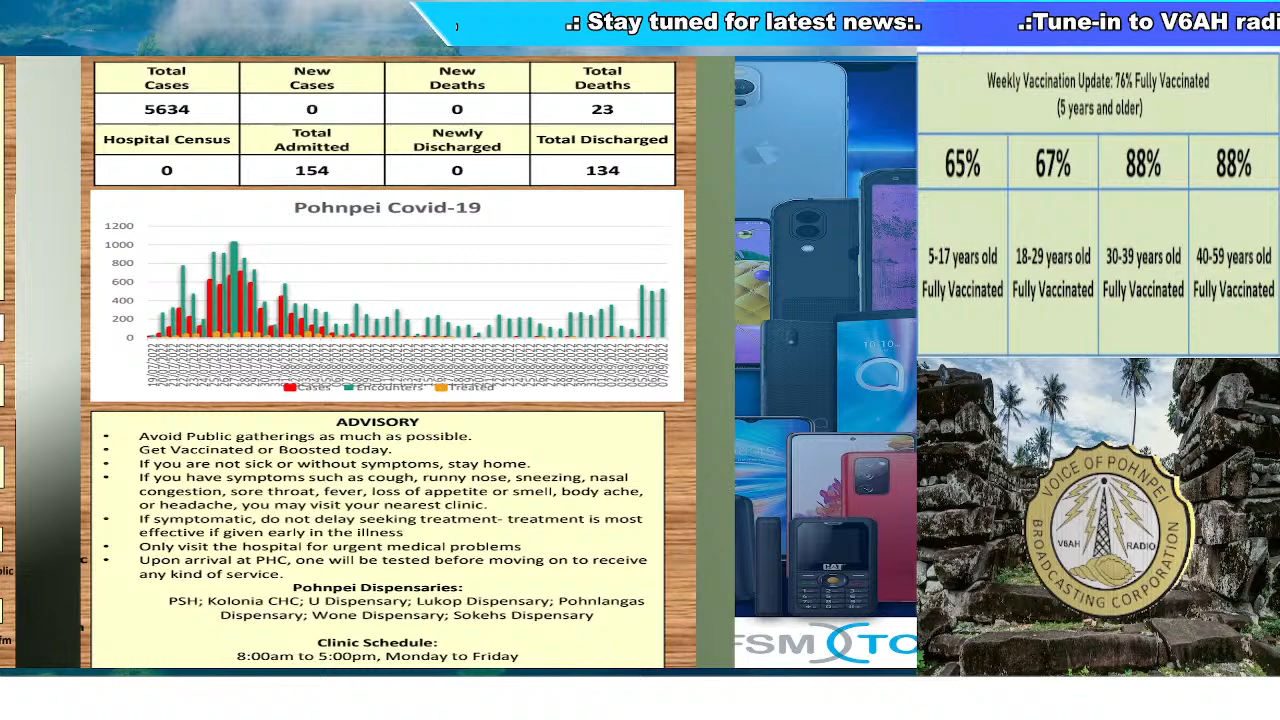 .: Stay tuned for latest news:.
.:Tune-in to V6AH radi
Total Cases
New Cases
New Deaths
Total Deaths
5634
0
0
23
Hospital Census
Total Admitted
Newly Discharged
Total Discharged
0
154
0
134
Pohnpei Covid-19
1200
1000
800
600
400
200
0
Cases
Encounters
Treated
ADVISORY
• Avoid Public gatherings as much as possible.
• Get Vaccinated or Boosted today.
• If you are not sick or without symptoms, stay home.
• If you have symptoms such as cough, runny nose, sneezing, nasal
congestion, sore throat, fever, loss of appetite or smell, body ache,
or headache, you may visit your nearest clinic.
• If symptomatic, do not delay seeking treatment- treatment is most
effective if given early in the illness
• Only visit the hospital for urgent medical problems
• Upon arrival at PHC, one will be tested before moving on to receive
any kind of service.
Pohnpei Dispensaries:
PSH; Kolonia CHC; U Dispensary; Lukop Dispensary; Pohnlangas
Dispensary; Wone Dispensary; Sokehs Dispensary
Clinic Schedule:
8:00am to 5:00pm, Monday to Friday
CAT
FSM TC
Weekly Vaccination Update: 76% Fully Vaccinated
(5 years and older)
65%
67%
88%
88%
5-17 years old
Fully Vaccinated
18-29 years old
Fully Vaccinated
30-39 years old
Fully Vaccinated
40-59 years old
Fully Vaccinated
VOICE OF POHNPEI
V6AH RADIO
BROADCASTING CORPORATION